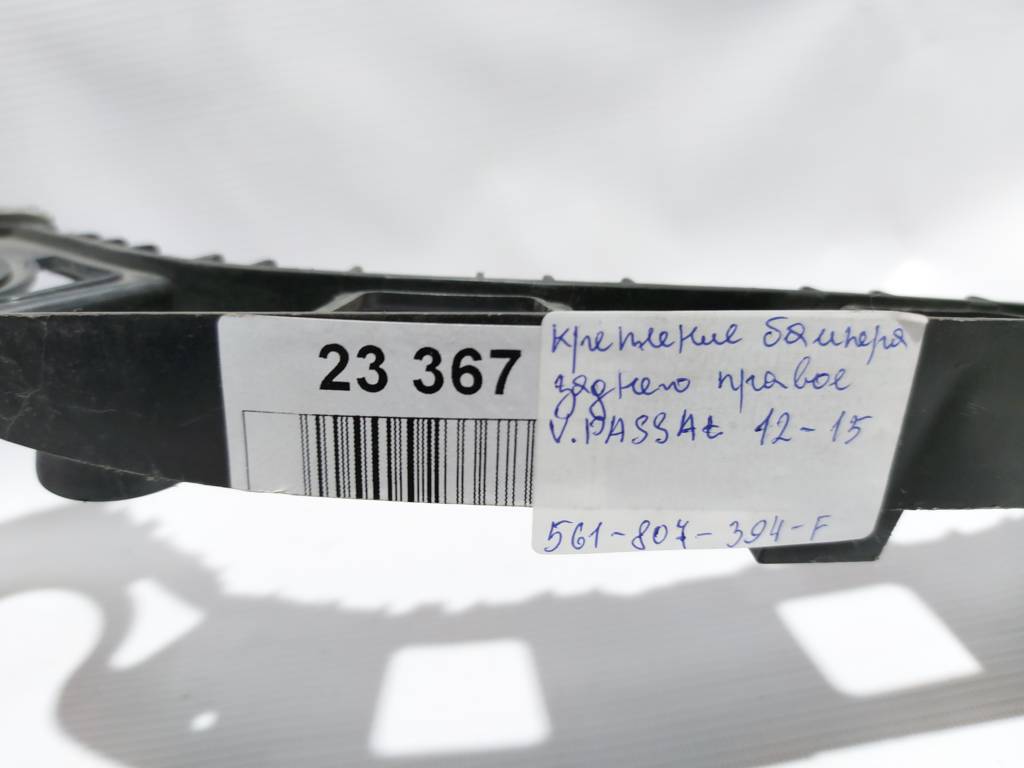 23 367
крепление бампера
заднего правое
V. PASSAt 12-15
561-807-394-F